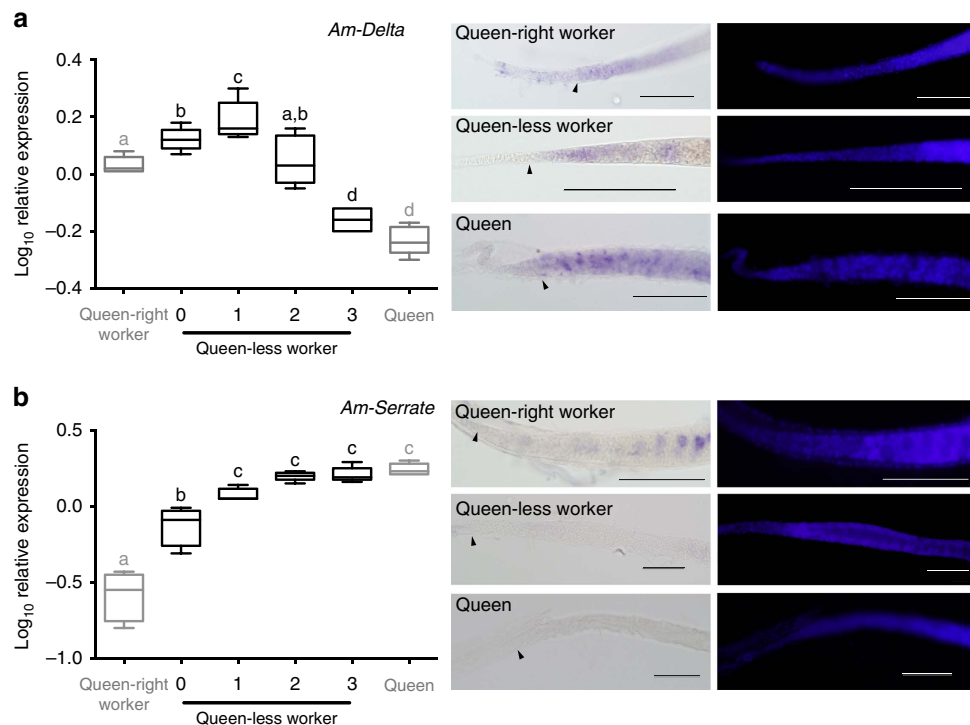 a
Am-Delta
Log10 relative expression
0.4
0.2
0.0
–0.2
–0.4
a
b
c
a,b
d
d
Queen-right worker
0
1
2
3
Queen
Queen-less worker
Queen-right worker
Queen-less worker
Queen
b
Am-Serrate
Log10 relative expression
0.5
0.0
–0.5
–1.0
a
b
c
c
c
c
Queen-right worker
0
1
2
3
Queen
Queen-less worker
Queen-right worker
Queen-less worker
Queen